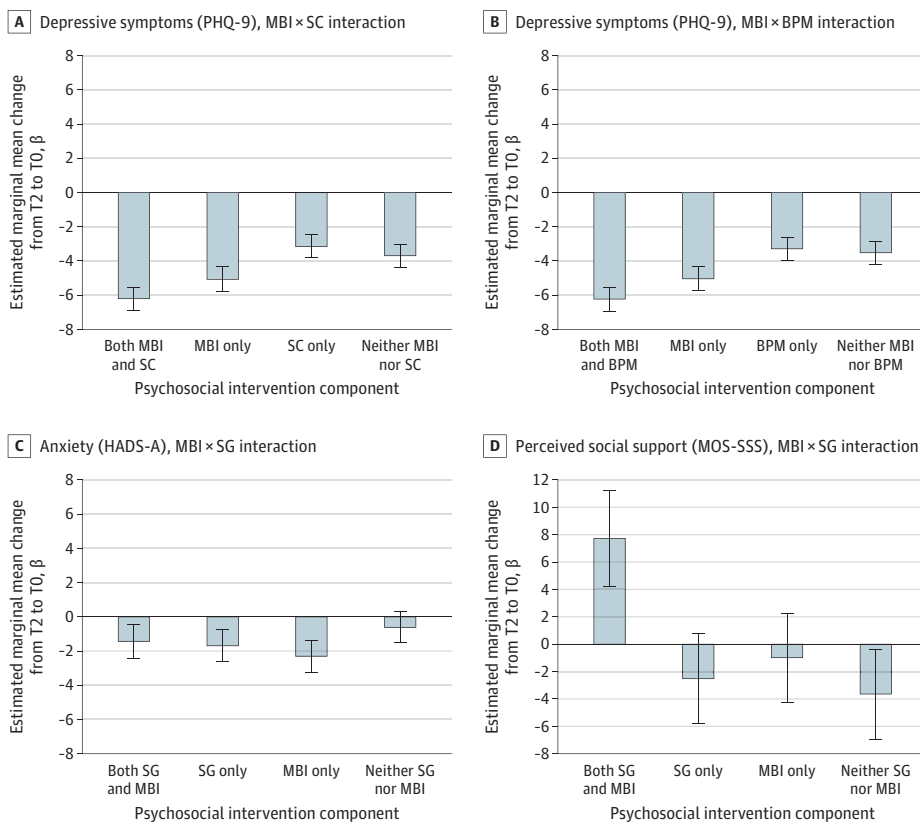 A Depressive symptoms (PHQ-9), MBI × SC interaction
Estimated marginal mean change
from T2 to T0, β
8
6
4
2
0
-2
-4
-6
-8
Both MBI
and SC
MBI only
SC only
Neither MBI
nor SC
Psychosocial intervention component
B Depressive symptoms (PHQ-9), MBI × BPM interaction
Estimated marginal mean change
from T2 to T0, β
8
6
4
2
0
-2
-4
-6
-8
Both MBI
and BPM
MBI only
BPM only
Neither MBI
nor BPM
Psychosocial intervention component
C Anxiety (HADS-A), MBI × SG interaction
Estimated marginal mean change
from T2 to T0, β
8
6
4
2
0
-2
-4
-6
-8
Both SG
and MBI
SG only
MBI only
Neither SG
nor MBI
Psychosocial intervention component
D Perceived social support (MOS-SSS), MBI × SG interaction
Estimated marginal mean change
from T2 to T0, β
12
10
8
6
4
2
0
-2
-4
-6
-8
Both SG
and MBI
SG only
MBI only
Neither SG
nor MBI
Psychosocial intervention component